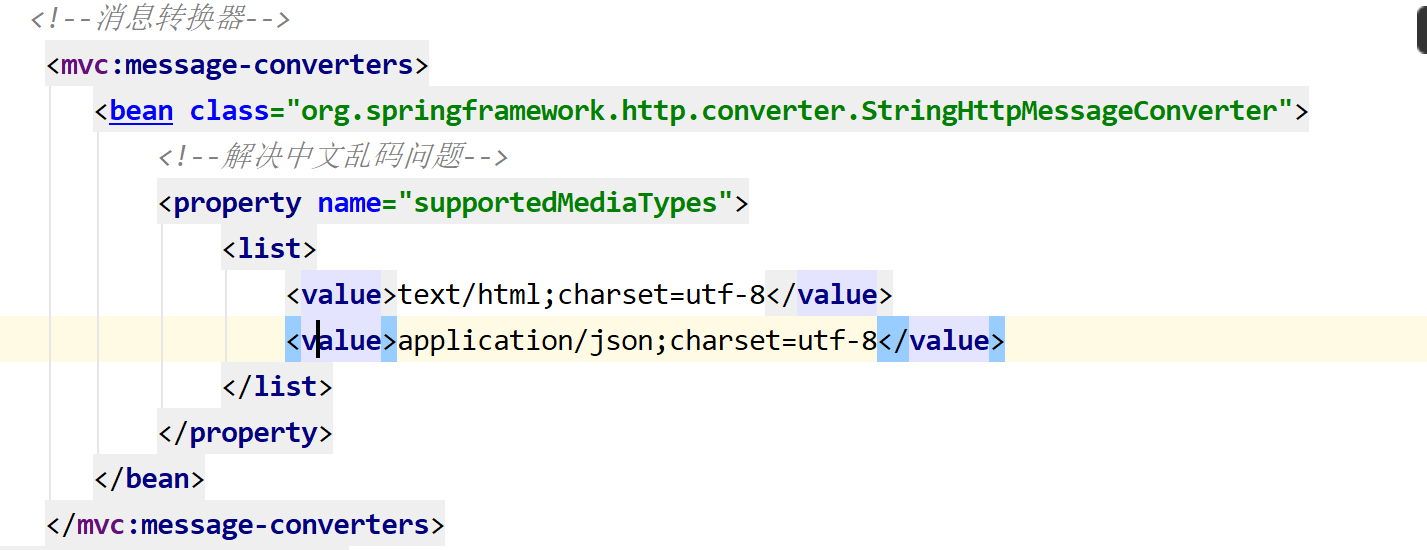 <!--消息转换器-->
<mvc:message-converters>
<bean class="org.springframework.http.converter.StringHttpMessageConverter">
<!--解决中文乱码问题-->
<property name="supportedMediaTypes">
<list>
<value>text/html;charset=utf-8</value>
<value>application/json;charset=utf-8</value>
</list>
</property>
</bean>
</mvc:message-converters>